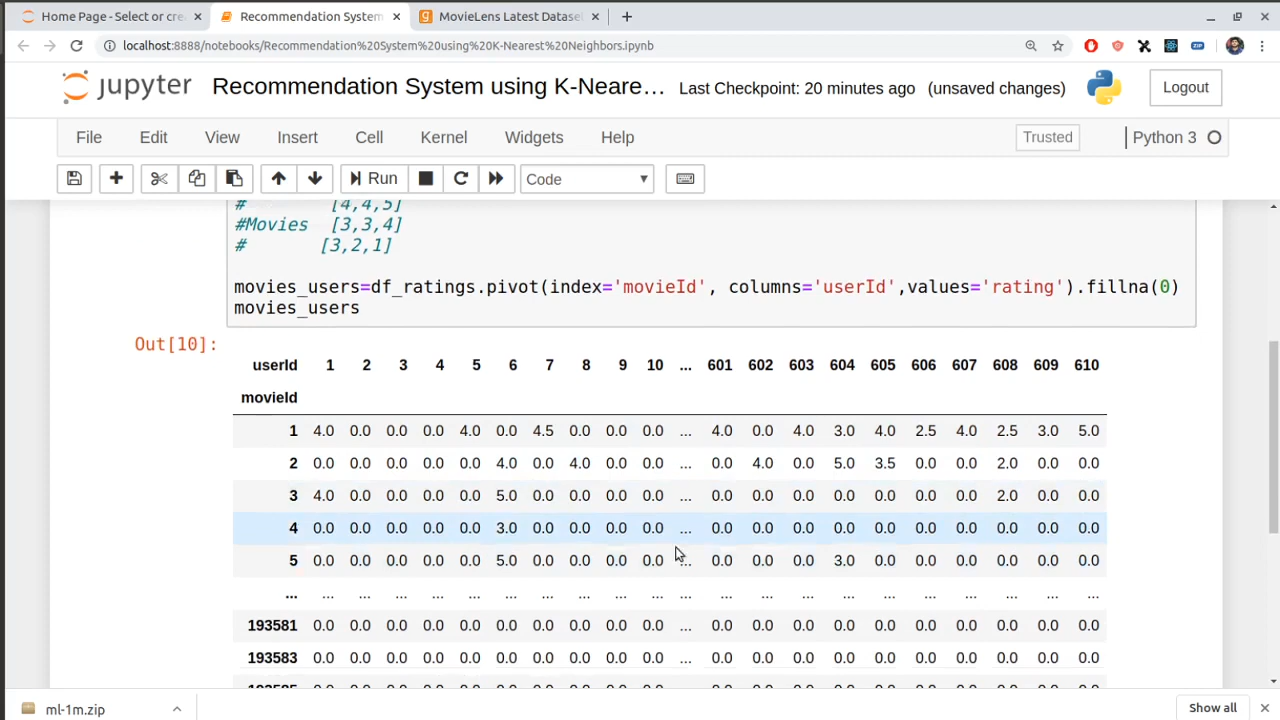 Home Page - Select or cre
Recommendation System
MovieLens Latest Datase
localhost:8888/notebooks/Recommendation%20System%20using%20K-Nearest%20Neighbors.ipynb
jupyter Recommendation System using K-Neare... Last Checkpoint: 20 minutes ago (unsaved changes) Logout
File Edit View Insert Cell Kernel Widgets Help Trusted Python 3
Run Code
# [4,4,5]
#Movies [3,3,4]
# [3,2,1]
movies_users=df_ratings.pivot(index='movieId', columns='userId',values='rating').fillna(0)
movies_users
Out[10]:
userId 1 2 3 4 5 6 7 8 9 10 ... 601 602 603 604 605 606 607 608 609 610
movieId
1 4.0 0.0 0.0 0.0 4.0 0.0 4.5 0.0 0.0 0.0 ... 4.0 0.0 4.0 3.0 4.0 2.5 4.0 2.5 3.0 5.0
2 0.0 0.0 0.0 0.0 0.0 4.0 0.0 4.0 0.0 0.0 ... 0.0 4.0 0.0 5.0 3.5 0.0 0.0 2.0 0.0 0.0
3 4.0 0.0 0.0 0.0 0.0 5.0 0.0 0.0 0.0 0.0 ... 0.0 0.0 0.0 0.0 0.0 0.0 0.0 2.0 0.0 0.0
4 0.0 0.0 0.0 0.0 0.0 3.0 0.0 0.0 0.0 0.0 ... 0.0 0.0 0.0 0.0 0.0 0.0 0.0 0.0 0.0 0.0
5 0.0 0.0 0.0 0.0 0.0 5.0 0.0 0.0 0.0 0.0 ... 0.0 0.0 0.0 3.0 0.0 0.0 0.0 0.0 0.0 0.0
... ... ... ... ... ... ... ... ... ... ... ... ... ... ... ... ... ... ... ... ... ...
193581 0.0 0.0 0.0 0.0 0.0 0.0 0.0 0.0 0.0 0.0 ... 0.0 0.0 0.0 0.0 0.0 0.0 0.0 0.0 0.0 0.0
193583 0.0 0.0 0.0 0.0 0.0 0.0 0.0 0.0 0.0 0.0 ... 0.0 0.0 0.0 0.0 0.0 0.0 0.0 0.0 0.0 0.0
ml-1m.zip
Show all